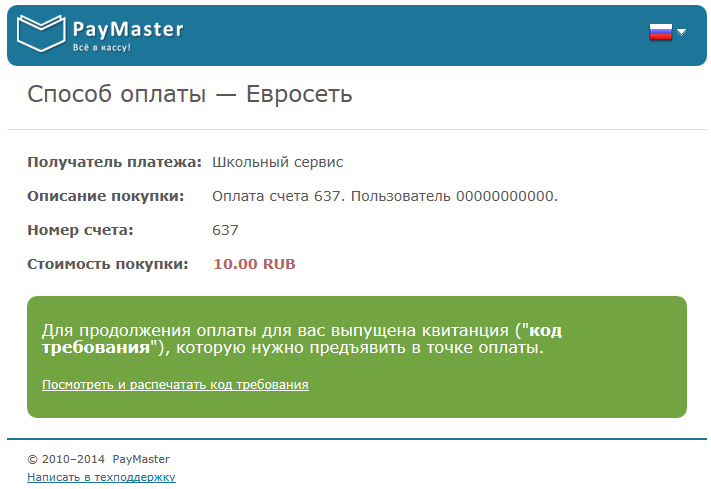 PayMaster
Всё в кассу!
Способ оплаты — Евросеть
Получатель платежа: Школьный сервис
Описание покупки: Оплата счета 637. Пользователь 00000000000.
Номер счета: 637
Стоимость покупки: 10.00 RUB
Для продолжения оплаты для вас выпущена квитанция ("код
требования"), которую нужно предъявить в точке оплаты.
Посмотреть и распечатать код требования
© 2010–2014 PayMaster
Написать в техподдержку